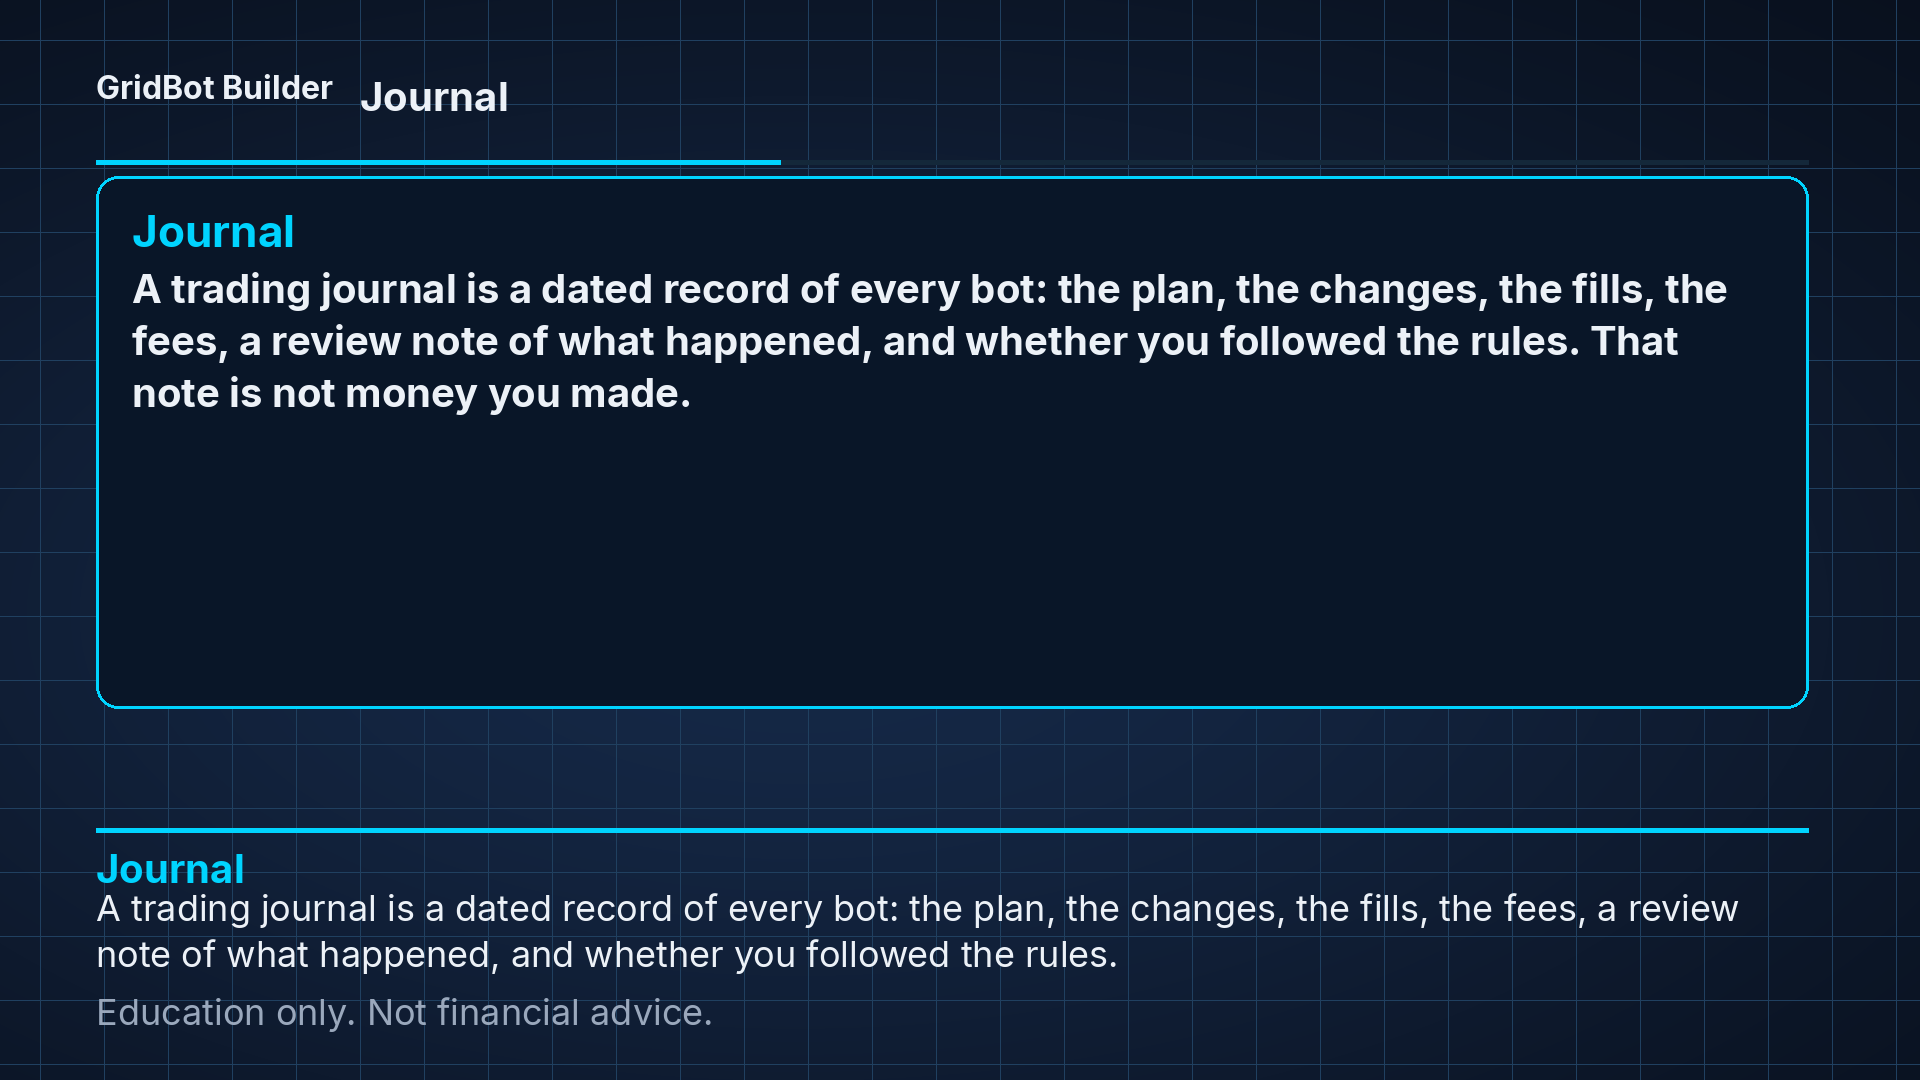 GridBot Builder Journal
Journal
A trading journal is a dated record of every bot: the plan, the changes, the fills, the
fees, a review note of what happened, and whether you followed the rules. That
note is not money you made.
Journal
A trading journal is a dated record of every bot: the plan, the changes, the fills, the fees, a review
note of what happened, and whether you followed the rules.
Education only. Not financial advice.